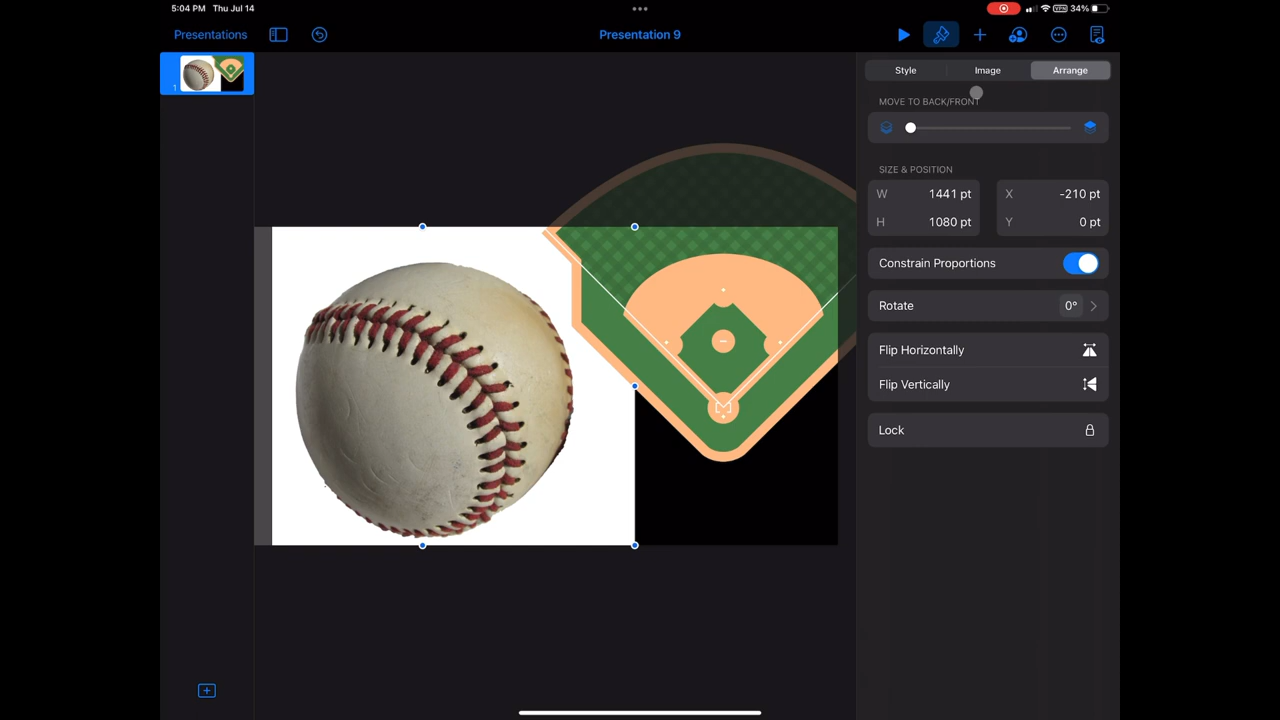 5:04 PM Thu Jul 14
VPN 34%
Presentations
Presentation 9
1
Style Image Arrange
MOVE TO BACK/FRONT
SIZE & POSITION
W 1441 pt X -210 pt
H 1080 pt Y 0 pt
Constrain Proportions
Rotate 0°
Flip Horizontally
Flip Vertically
Lock